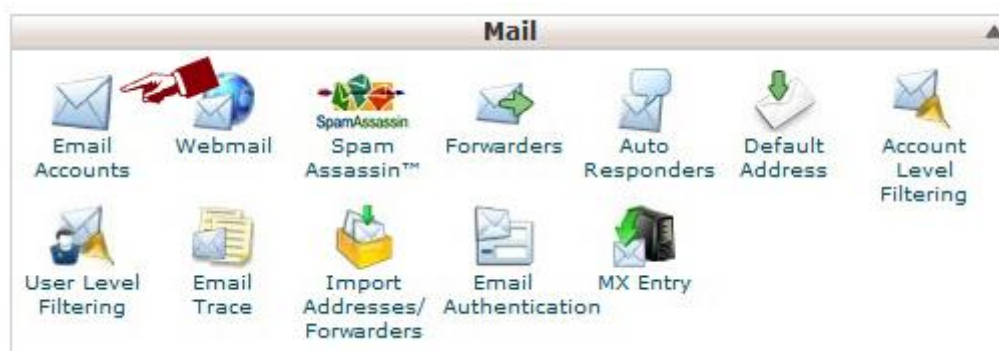 Mail
Email Accounts
Webmail
SpamAssassin
Spam Assassin™
Forwarders
Auto Responders
Default Address
Account Level Filtering
User Level Filtering
Email Trace
Import Addresses/ Forwarders
Email Authentication
MX Entry